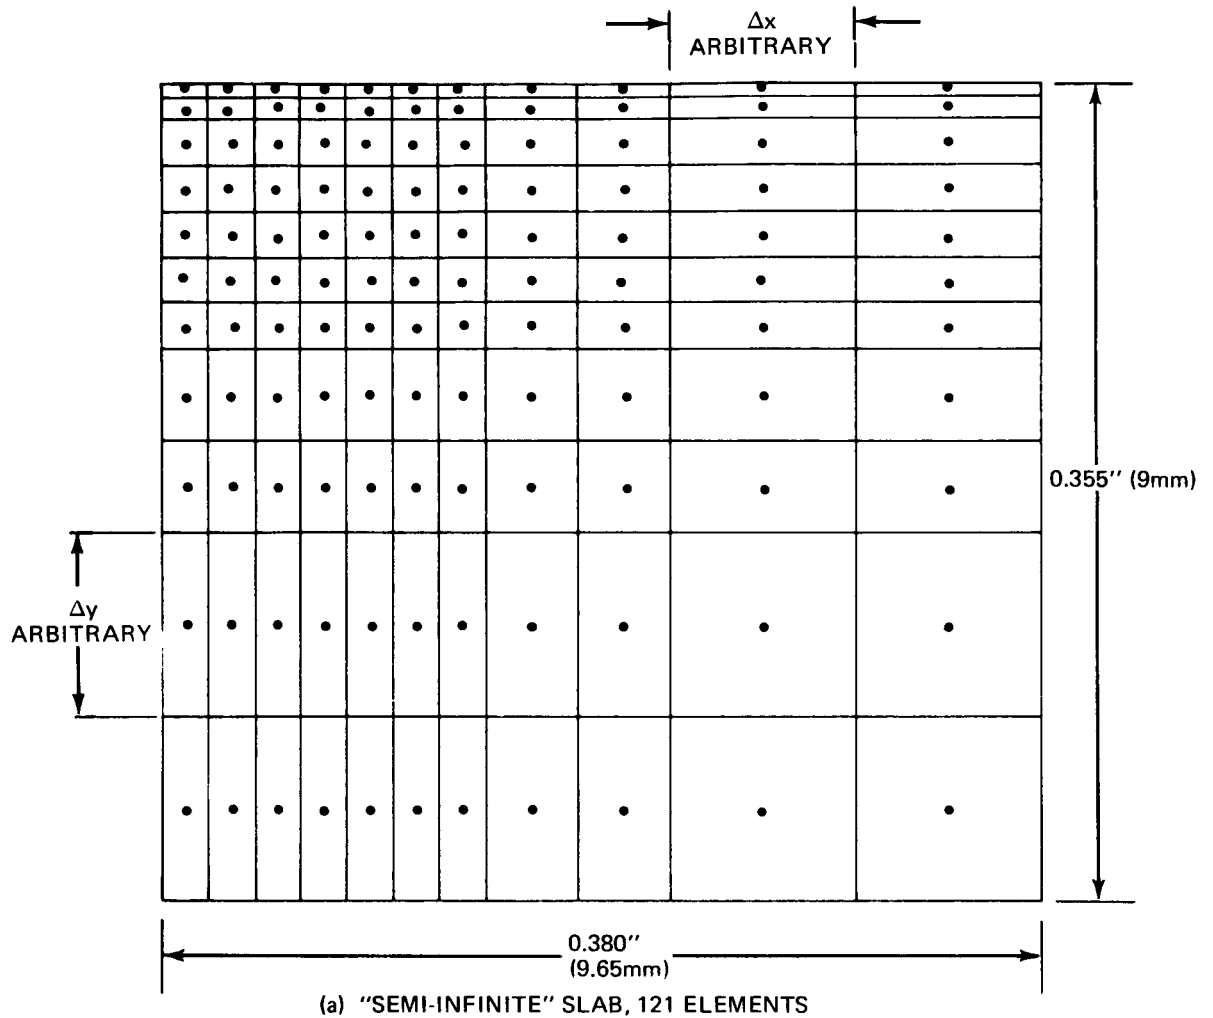 Δx
ARBITRARY
0.355'' (9mm)
Δy
ARBITRARY
0.380''
(9.65mm)
(a) "SEMI-INFINITE" SLAB, 121 ELEMENTS